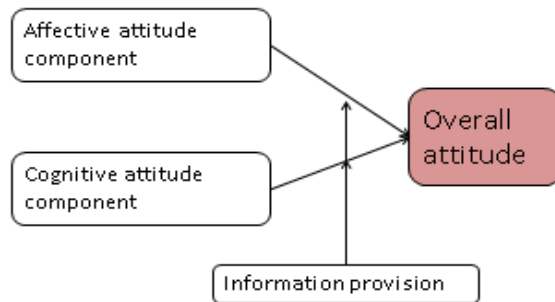 Affective attitude
component
Overall
attitude
Cognitive attitude
component
Information provision